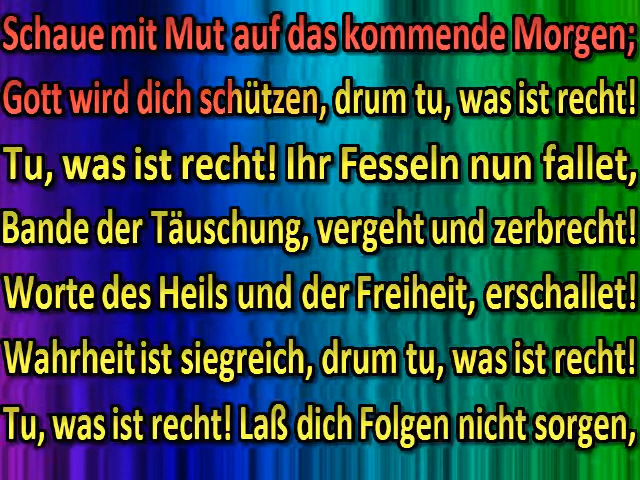 Schaue mit Mut auf das kommende Morgen;
Gott wird dich schützen, drum tu, was ist recht!
Tu, was ist recht! Ihr Fesseln nun fallet,
Bande der Täuschung, vergeht und zerbrecht!
Worte des Heils und der Freiheit, erschallet!
Wahrheit ist siegreich, drum tu, was ist recht!
Tu, was ist recht! Laß dich Folgen nicht sorgen,